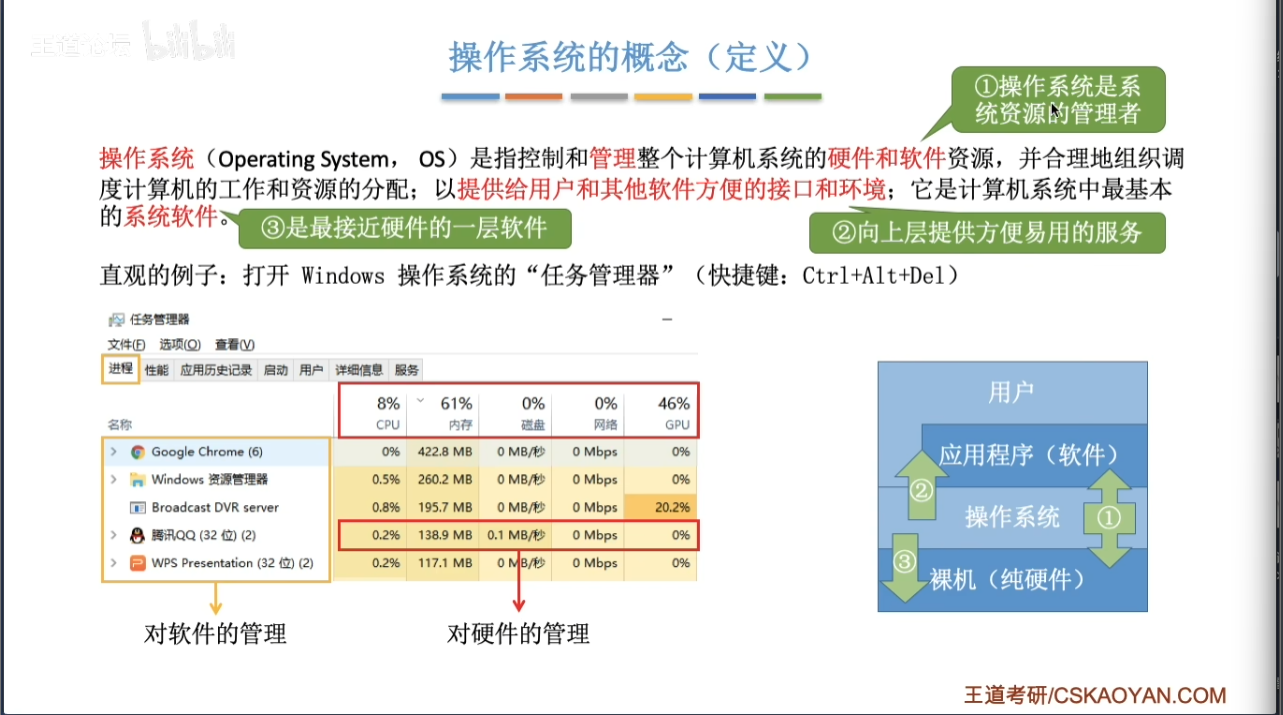 王道论坛 bilibili
操作系统的概念（定义）
①操作系统是系
统资源的管理者
操作系统（Operating System， OS）是指控制和管理整个计算机系统的硬件和软件资源，并合理地组织调
度计算机的工作和资源的分配；以提供给用户和其他软件方便的接口和环境；它是计算机系统中最基本
的系统软件。
③是最接近硬件的一层软件
②向上层提供方便易用的服务
直观的例子：打开 Windows 操作系统的“任务管理器”（快捷键：Ctrl+Alt+Del）
任务管理器
文件(F) 选项(O) 查看(V)
进程 性能 应用历史记录 启动 用户 详细信息 服务
8% 61% 0% 0% 46%
名称 CPU 内存 磁盘 网络 GPU
Google Chrome (6) 0% 422.8 MB 0 MB/秒 0 Mbps 0%
Windows 资源管理器 0.5% 260.2 MB 0 MB/秒 0 Mbps 0%
Broadcast DVR server 0.8% 195.7 MB 0 MB/秒 0 Mbps 20.2%
腾讯QQ (32 位) (2) 0.2% 138.9 MB 0.1 MB/秒 0 Mbps 0%
WPS Presentation (32 位) (2) 0.2% 117.1 MB 0 MB/秒 0 Mbps 0%
对软件的管理
对硬件的管理
用户
应用程序（软件）
②
操作系统
①
③
裸机（纯硬件）
王道考研/CSKAOYAN.COM